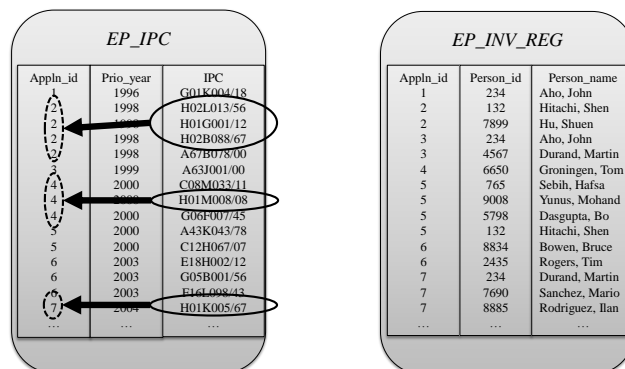 EP_IPC
Appln_id Prio_year IPC
1 1996 G01K004/18
2 1998 H02L013/56
2 H01G001/12
2 1998 H02B088/67
2 1998 A67B078/00
3 1999 A63J001/00
4 2000 C08M033/11
4 H01M008/08
4 2000 G06F007/45
5 2000 A43K043/78
5 2000 C12H067/07
6 2003 E18H002/12
6 2003 G05B001/56
6 2003 F16L098/43
7 2004 H01K005/67
… … …
EP_INV_REG
Appln_id Person_id Person_name
1 234 Aho, John
2 132 Hitachi, Shen
2 7899 Hu, Shuen
3 234 Aho, John
3 4567 Durand, Martin
4 6650 Groningen, Tom
5 765 Sebih, Hafsa
5 9008 Yunus, Mohand
5 5798 Dasgupta, Bo
5 132 Hitachi, Shen
6 8834 Bowen, Bruce
6 2435 Rogers, Tim
7 234 Durand, Martin
7 7690 Sanchez, Mario
7 8885 Rodriguez, Ilan
… … …